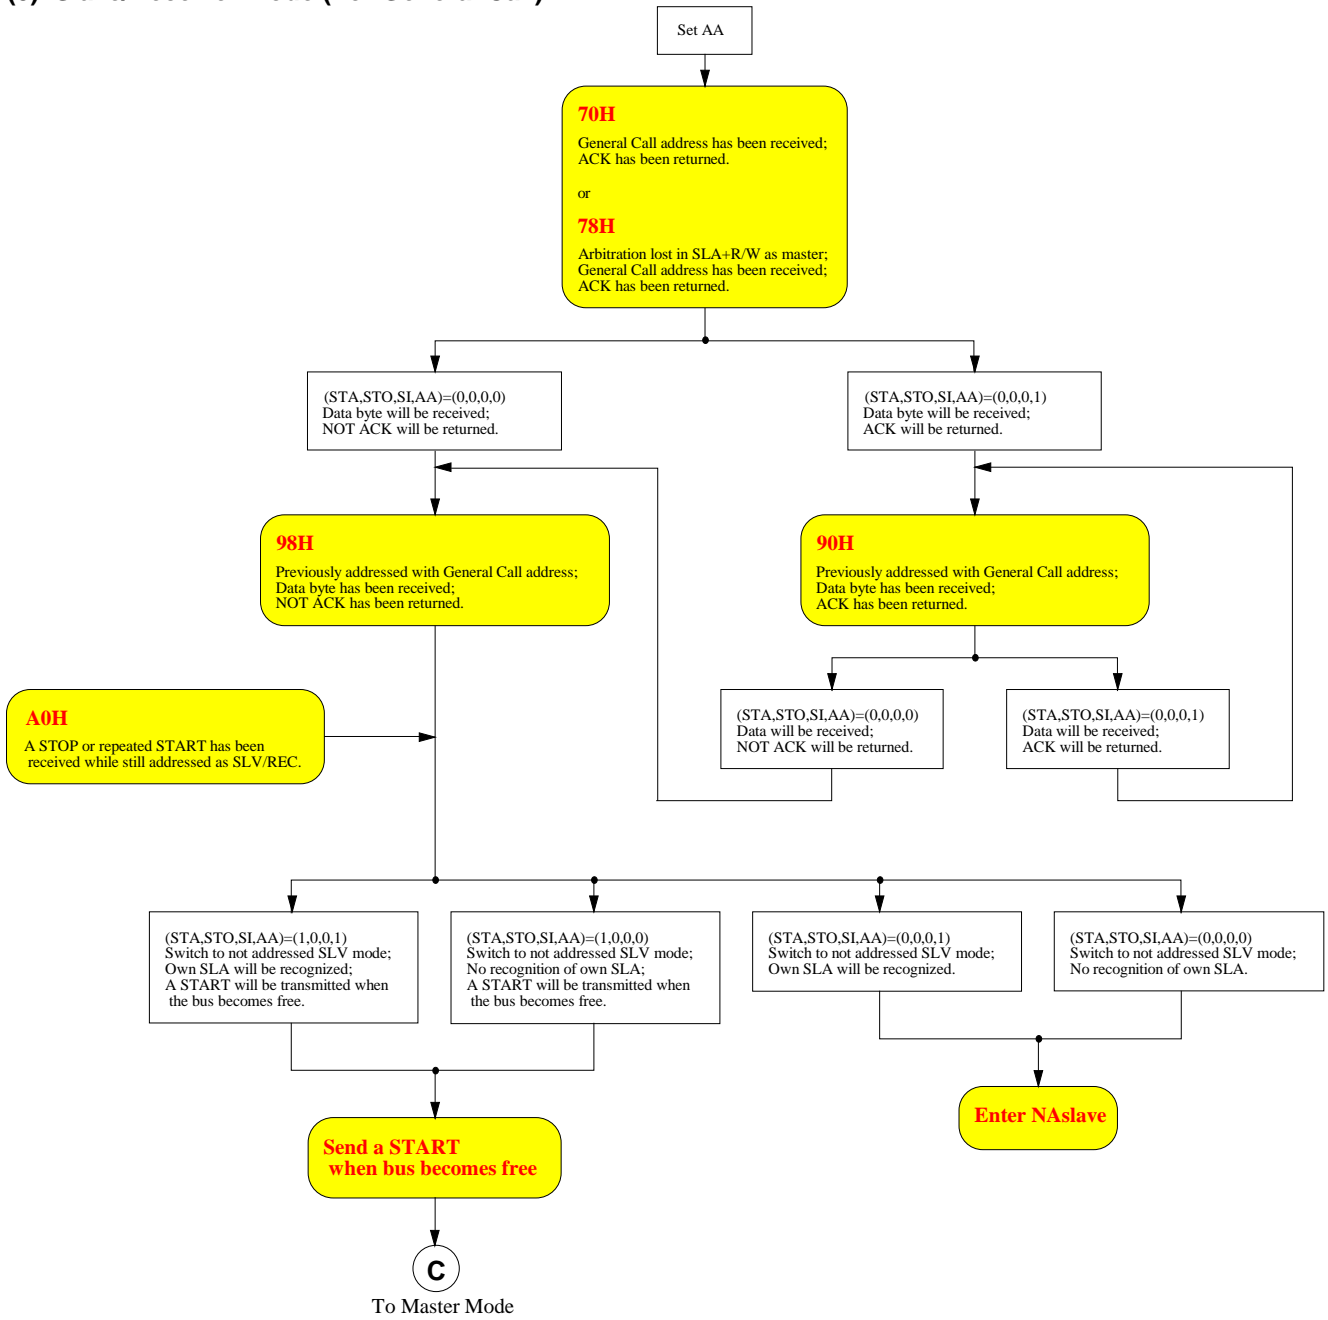 Set AA
70H
General Call address has been received;
ACK has been returned.
or
78H
Arbitration lost in SLA+R/W as master;
General Call address has been received;
ACK has been returned.
(STA,STO,SI,AA)=(0,0,0,0)
Data byte will be received;
NOT ACK will be returned.
(STA,STO,SI,AA)=(0,0,0,1)
Data byte will be received;
ACK will be returned.
98H
Previously addressed with General Call address;
Data byte has been received;
NOT ACK has been returned.
90H
Previously addressed with General Call address;
Data byte has been received;
ACK has been returned.
A0H
A STOP or repeated START has been
received while still addressed as SLV/REC.
(STA,STO,SI,AA)=(0,0,0,0)
Data will be received;
NOT ACK will be returned.
(STA,STO,SI,AA)=(0,0,0,1)
Data will be received;
ACK will be returned.
(STA,STO,SI,AA)=(1,0,0,1)
Switch to not addressed SLV mode;
Own SLA will be recognized;
A START will be transmitted when
the bus becomes free.
(STA,STO,SI,AA)=(1,0,0,0)
Switch to not addressed SLV mode;
No recognition of own SLA;
A START will be transmitted when
the bus becomes free.
(STA,STO,SI,AA)=(0,0,0,1)
Switch to not addressed SLV mode;
Own SLA will be recognized.
(STA,STO,SI,AA)=(0,0,0,0)
Switch to not addressed SLV mode;
No recognition of own SLA.
Enter NAslave
Send a START
when bus becomes free
C
To Master Mode